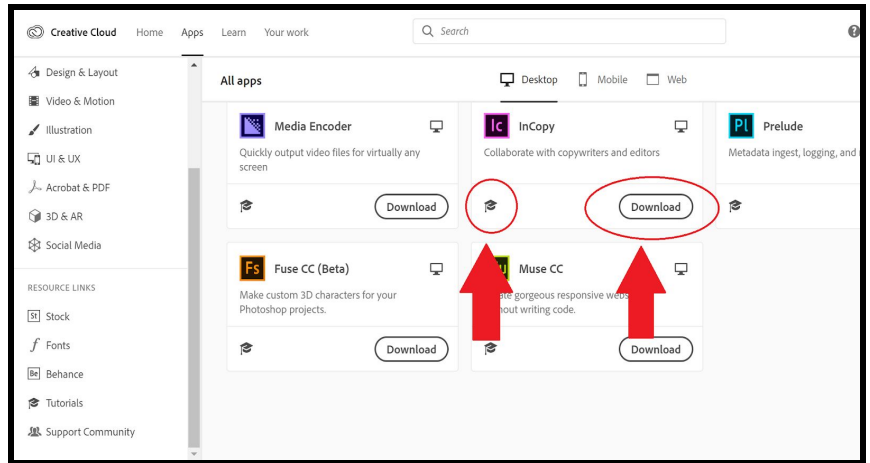 Creative Cloud Home Apps Learn Your work Search
Design & Layout
Video & Motion
Illustration
UI & UX
Acrobat & PDF
3D & AR
Social Media
RESOURCE LINKS
St Stock
Fonts
Be Behance
Tutorials
Support Community
All apps Desktop Mobile Web
Media Encoder
Quickly output video files for virtually any
screen
Download
Ic InCopy
Collaborate with copywriters and editors
Download
Pl Prelude
Metadata ingest, logging, and
Fs Fuse CC (Beta)
Make custom 3D characters for your
Photoshop projects.
Download
Muse CC
gorgeous responsive
writing code.
Download